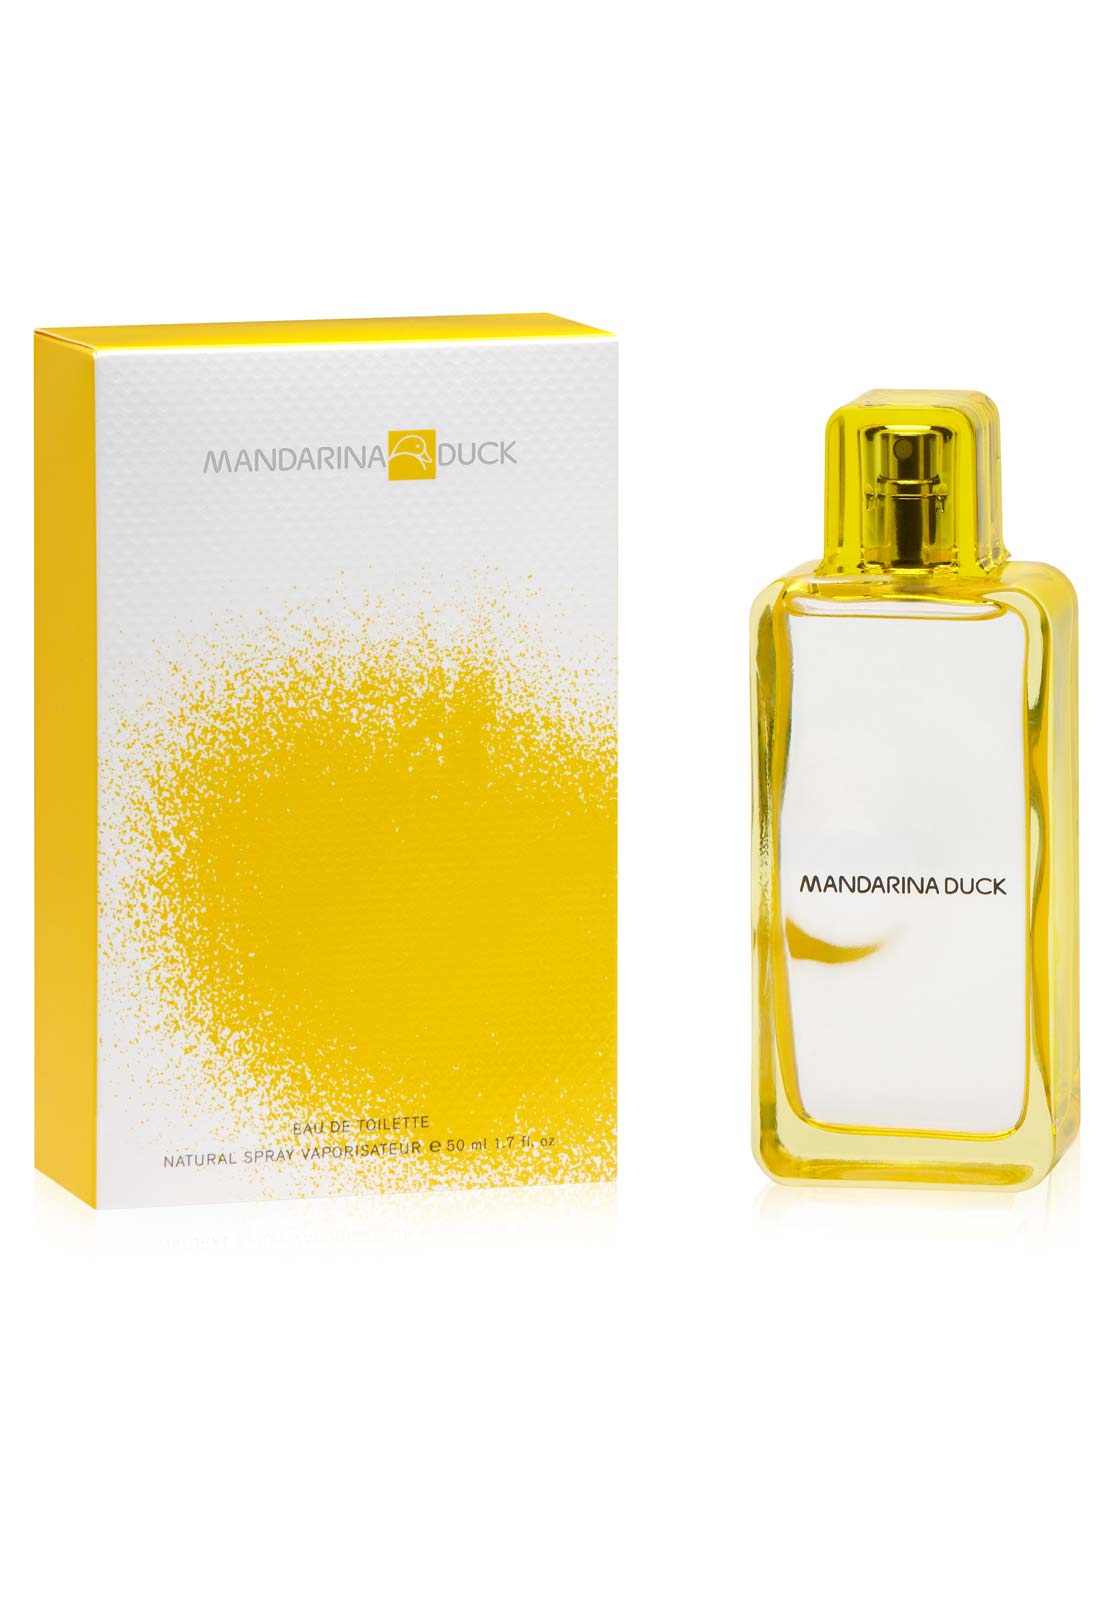 MANDARINA DUCK
EAU DE TOILETTE
NATURAL SPRAY VAPORISATEUR e 50 ml 1.7 fl. oz
MANDARINA DUCK